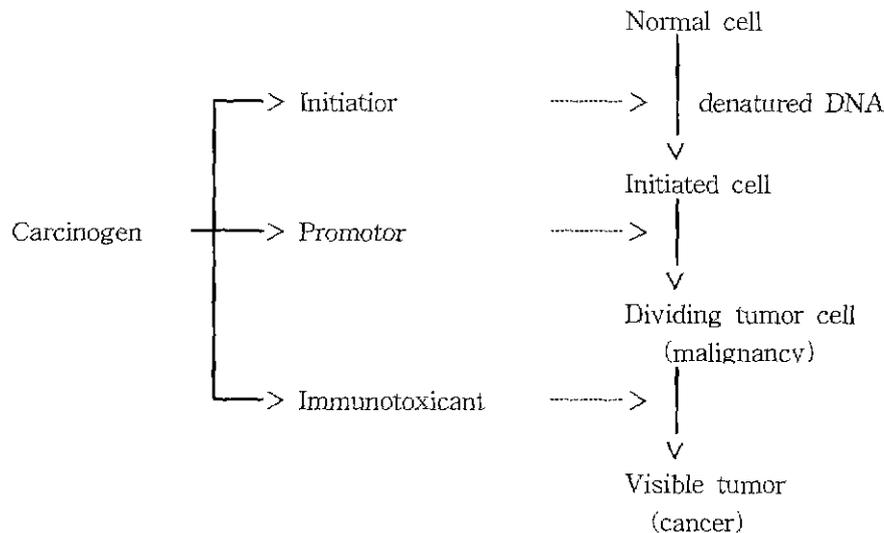 Normal cell
Initiatior
denatured DNA
Initiated cell
Carcinogen
Promotor
Dividing tumor cell
(malignancy)
Immunotoxicant
Visible tumor
(cancer)